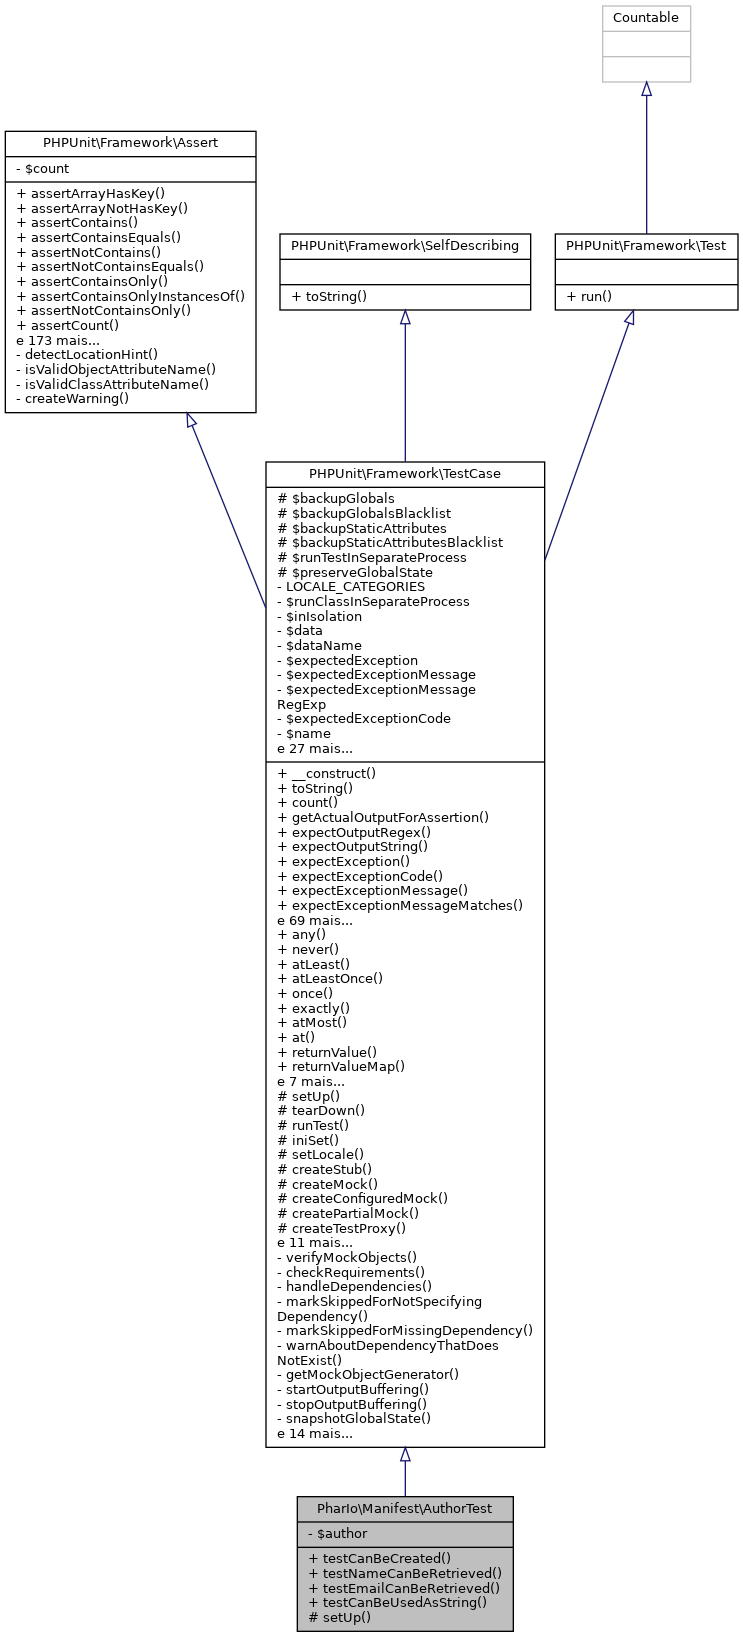 Countable
PHPUnit\Framework\Assert
- $count
+ assertArrayHasKey()
+ assertArrayNotHasKey()
+ assertContains()
+ assertContainsEquals()
+ assertNotContains()
+ assertNotContainsEquals()
+ assertContainsOnly()
+ assertContainsOnlyInstancesOf()
+ assertNotContainsOnly()
+ assertCount()
e 173 mais...
- detectLocationHint()
- isValidObjectAttributeName()
- isValidClassAttributeName()
- createWarning()
PHPUnit\Framework\SelfDescribing
+ toString()
PHPUnit\Framework\Test
+ run()
PHPUnit\Framework\TestCase
# $backupGlobals
# $backupGlobalsBlacklist
# $backupStaticAttributes
# $backupStaticAttributesBlacklist
# $runTestInSeparateProcess
# $preserveGlobalState
- LOCALE_CATEGORIES
- $runClassInSeparateProcess
- $inIsolation
- $data
- $dataName
- $expectedException
- $expectedExceptionMessage
- $expectedExceptionMessage
RegExp
- $expectedExceptionCode
- $name
e 27 mais...
+ __construct()
+ toString()
+ count()
+ getActualOutputForAssertion()
+ expectOutputRegex()
+ expectOutputString()
+ expectException()
+ expectExceptionCode()
+ expectExceptionMessage()
+ expectExceptionMessageMatches()
e 69 mais...
+ any()
+ never()
+ atLeast()
+ atLeastOnce()
+ once()
+ exactly()
+ atMost()
+ at()
+ returnValue()
+ returnValueMap()
e 7 mais...
# setUp()
# tearDown()
# runTest()
# iniSet()
# setLocale()
# createStub()
# createMock()
# createConfiguredMock()
# createPartialMock()
# createTestProxy()
e 11 mais...
- verifyMockObjects()
- checkRequirements()
- handleDependencies()
- markSkippedForNotSpecifying
Dependency()
- markSkippedForMissingDependency()
- warnAboutDependencyThatDoes
NotExist()
- getMockObjectGenerator()
- startOutputBuffering()
- stopOutputBuffering()
- snapshotGlobalState()
e 14 mais...
PharIo\Manifest\AuthorTest
- $author
+ testCanBeCreated()
+ testNameCanBeRetrieved()
+ testEmailCanBeRetrieved()
+ testCanBeUsedAsString()
# setUp()